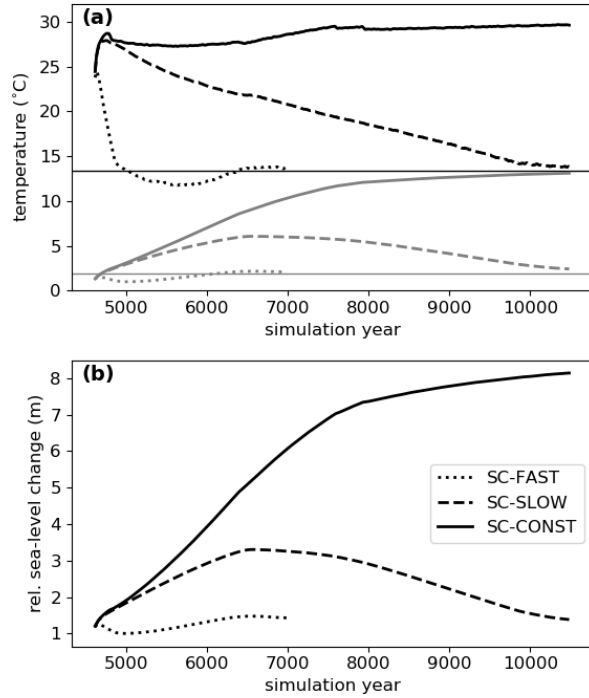 (a)
30
25
20
15
10
5
0
temperature (˚C)
5000 6000 7000 8000 9000 10000
simulation year
(b)
8
7
6
5
4
3
2
1
rel. sea-level change (m)
SC-FAST
SC-SLOW
SC-CONST
5000 6000 7000 8000 9000 10000
simulation year